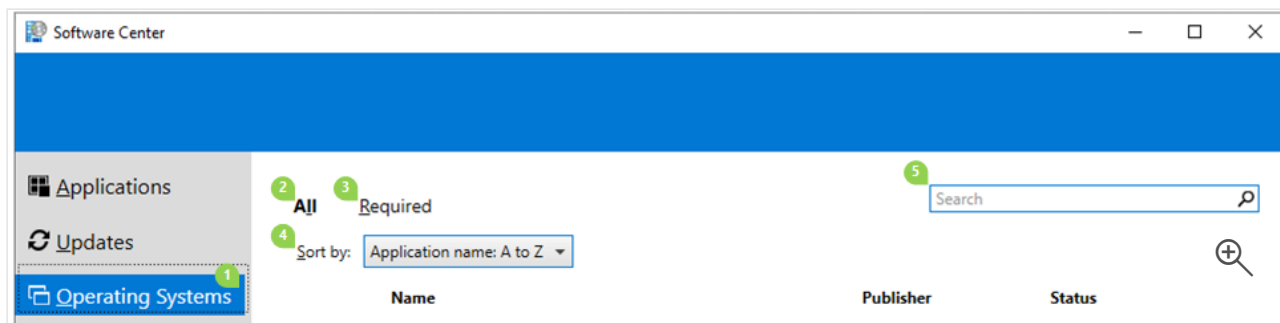 Software Center
Applications
Updates
1
Operating Systems
2
All
3
Required
4
Sort by: Application name: A to Z
5
Search
Name Publisher Status